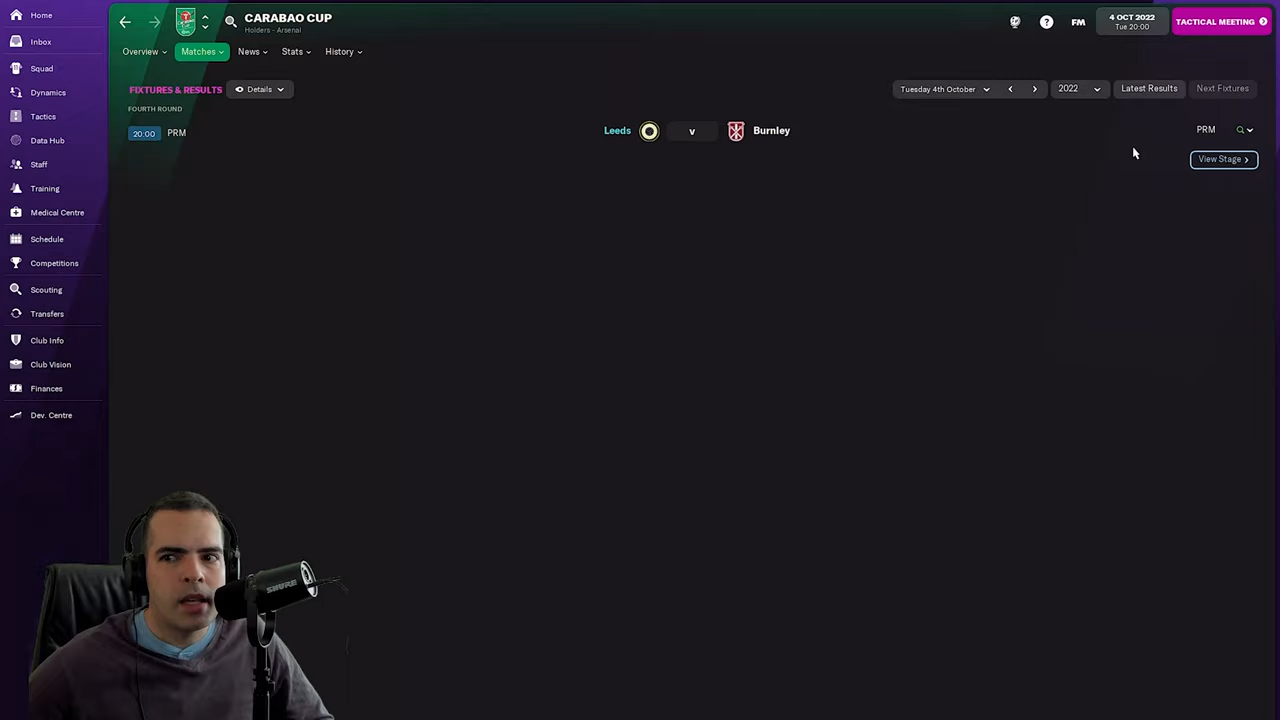 Home
CARABAO CUP
Holders - Arsenal
FM
4 OCT 2022
Tue 20:00
TACTICAL MEETING
Inbox
Overview
Matches
News
Stats
History
Squad
Dynamics
FIXTURES & RESULTS
Details
Tuesday 4th October
2022
Latest Results
Next Fixtures
FOURTH ROUND
Tactics
20:00 PRM
Leeds
v
Burnley
PRM
Data Hub
View Stage
Staff
Training
Medical Centre
Schedule
Competitions
Scouting
Transfers
Club Info
Club Vision
Finances
Dev. Centre
SHURE